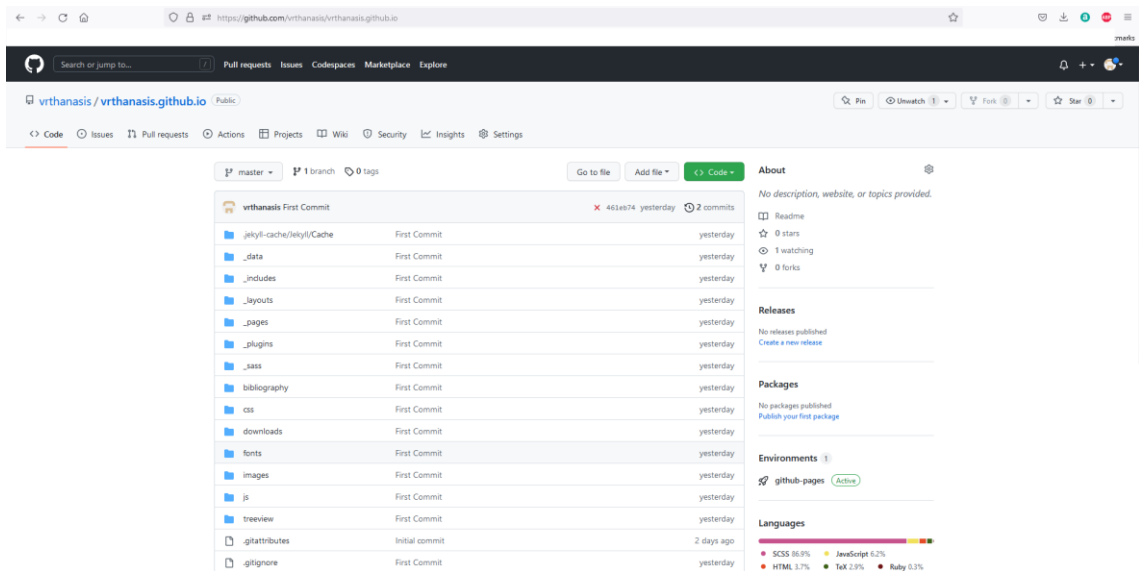 https://github.com/vrthanasis/vrthanasis.github.io
Search or jump to... / Pull requests Issues Codespaces Marketplace Explore
vrthanasis / vrthanasis.github.io Public
Pin Unwatch 1 Fork 0 Star 0
Code Issues Pull requests Actions Projects Wiki Security Insights Settings
master 1 branch 0 tags Go to file Add file Code
vrthanasis First Commit 461eb74 yesterday 2 commits
.jekyll-cache/Jekyll/Cache First Commit yesterday
_data First Commit yesterday
_includes First Commit yesterday
_layouts First Commit yesterday
_pages First Commit yesterday
_plugins First Commit yesterday
_sass First Commit yesterday
bibliography First Commit yesterday
css First Commit yesterday
downloads First Commit yesterday
fonts First Commit yesterday
images First Commit yesterday
js First Commit yesterday
treeview First Commit yesterday
.gitattributes Initial commit 2 days ago
.gitignore First Commit yesterday
About
No description, website, or topics provided.
Readme
0 stars
1 watching
0 forks
Releases
No releases published
Create a new release
Packages
No packages published
Publish your first package
Environments 1
github-pages Active
Languages
SCSS 86.9% JavaScript 6.2%
HTML 3.7% TeX 2.9% Ruby 0.3%